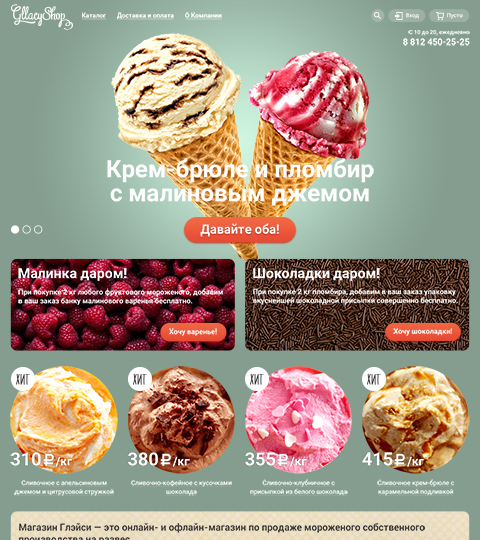 Gllacy Shop
Каталог
Доставка и оплата
О Компании
Вход
Пусто
С 10 до 20, ежедневно
8 812 450-25-25
Крем-брюле и пломбир
с малиновым джемом
Давайте оба!
Малинка даром!
При покупке 2 кг любого фруктового мороженого, добавим
в ваш заказ банку малинового варенья бесплатно.
Хочу варенье!
Шоколадки даром!
При покупке 2 кг пломбира, добавим в ваш заказ упаковку
вкуснейшей шоколадной присыпки совершенно бесплатно.
Хочу шоколадки!
ХИТ
310₽/кг
Сливочное с апельсиновым
джемом и цитрусовой стружкой
ХИТ
380₽/кг
Сливочно-кофейное с кусочками
шоколада
ХИТ
355₽/кг
Сливочно-клубничное с
присыпкой из белого шоколада
ХИТ
415₽/кг
Сливочное крем-брюле с
карамельной подливкой
Магазин Глэйси — это онлайн- и офлайн-магазин по продаже мороженого собственного
производства на развес